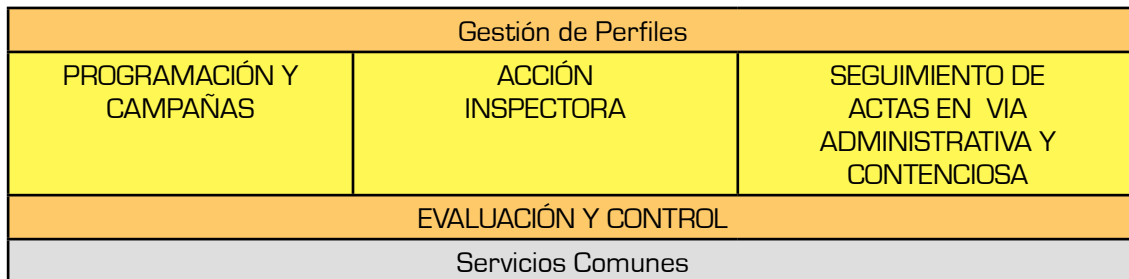 Gestión de Perfiles
PROGRAMACIÓN Y
CAMPAÑAS
ACCIÓN
INSPECTORA
SEGUIMIENTO DE
ACTAS EN VIA
ADMINISTRATIVA Y
CONTENCIOSA
EVALUACIÓN Y CONTROL
Servicios Comunes